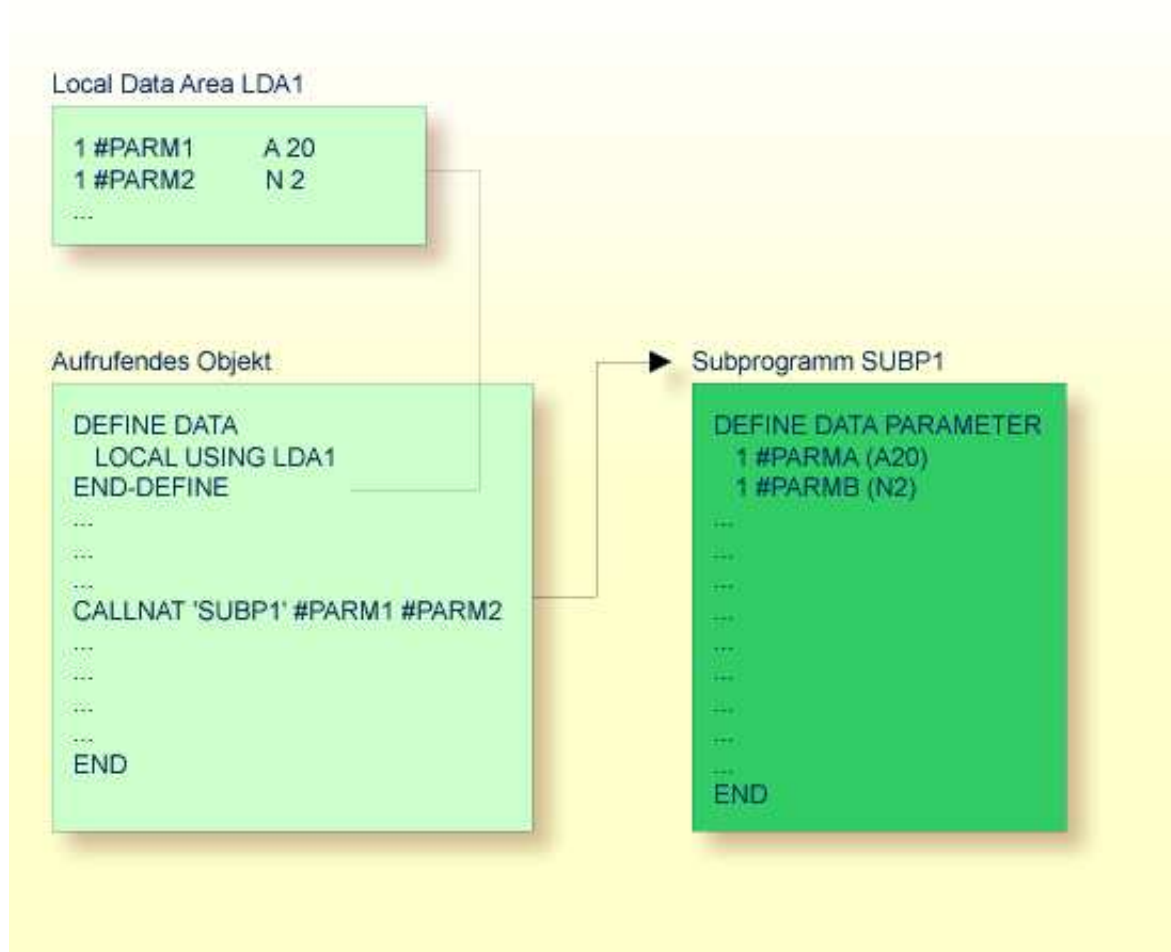 Local Data Area LDA1
1 #PARM1 A 20
1 #PARM2 N 2
...
Aufrufendes Objekt
DEFINE DATA
LOCAL USING LDA1
END-DEFINE
...
...
...
CALLNAT 'SUBP1' #PARM1 #PARM2
...
...
...
...
END
Subprogramm SUBP1
DEFINE DATA PARAMETER
1 #PARMA (A20)
1 #PARMB (N2)
...
...
...
...
...
...
...
...
...
END